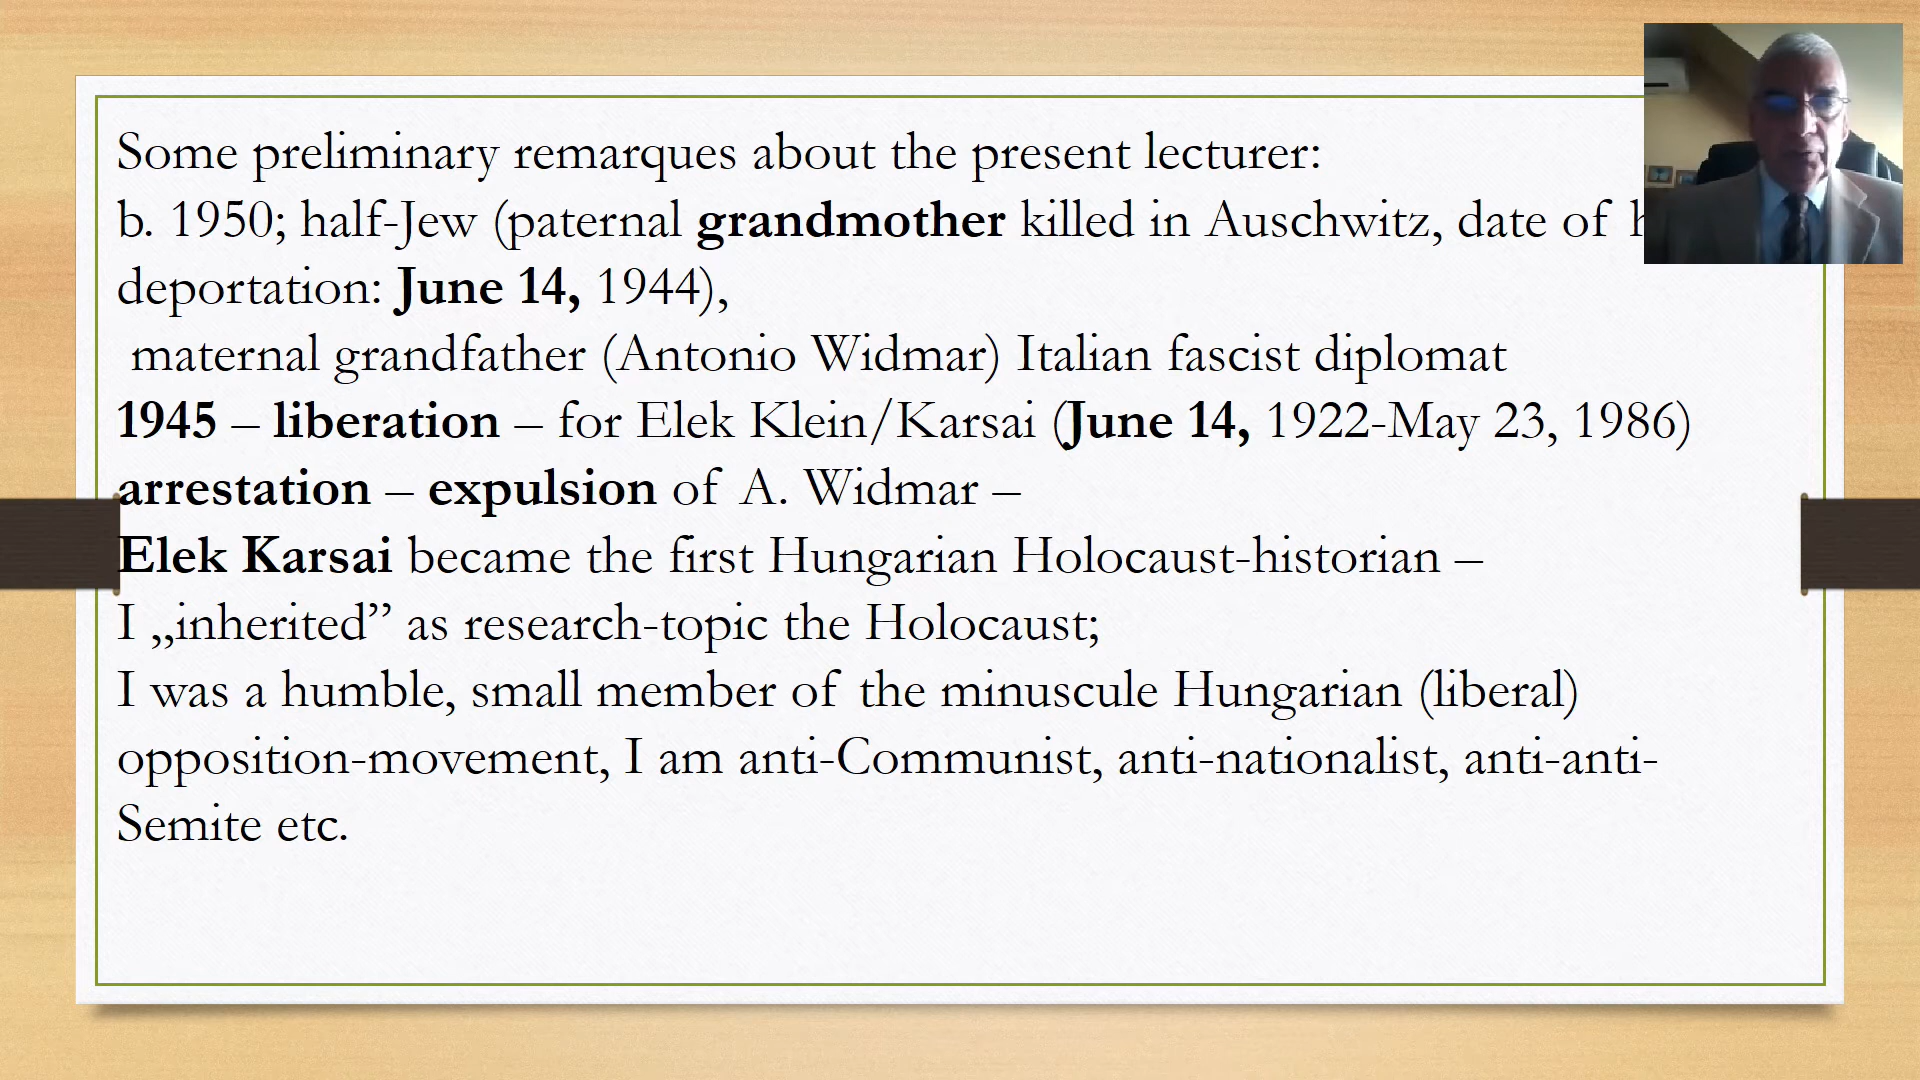 Some preliminary remarques about the present lecturer:
b. 1950; half-Jew (paternal grandmother killed in Auschwitz, date of
deportation: June 14, 1944),
maternal grandfather (Antonio Widmar) Italian fascist diplomat
1945 – liberation – for Elek Klein/Karsai (June 14, 1922-May 23, 1986)
arrestation – expulsion of A. Widmar –
Elek Karsai became the first Hungarian Holocaust-historian –
I „inherited” as research-topic the Holocaust;
I was a humble, small member of the minuscule Hungarian (liberal)
opposition-movement, I am anti-Communist, anti-nationalist, anti-anti-
Semite etc.